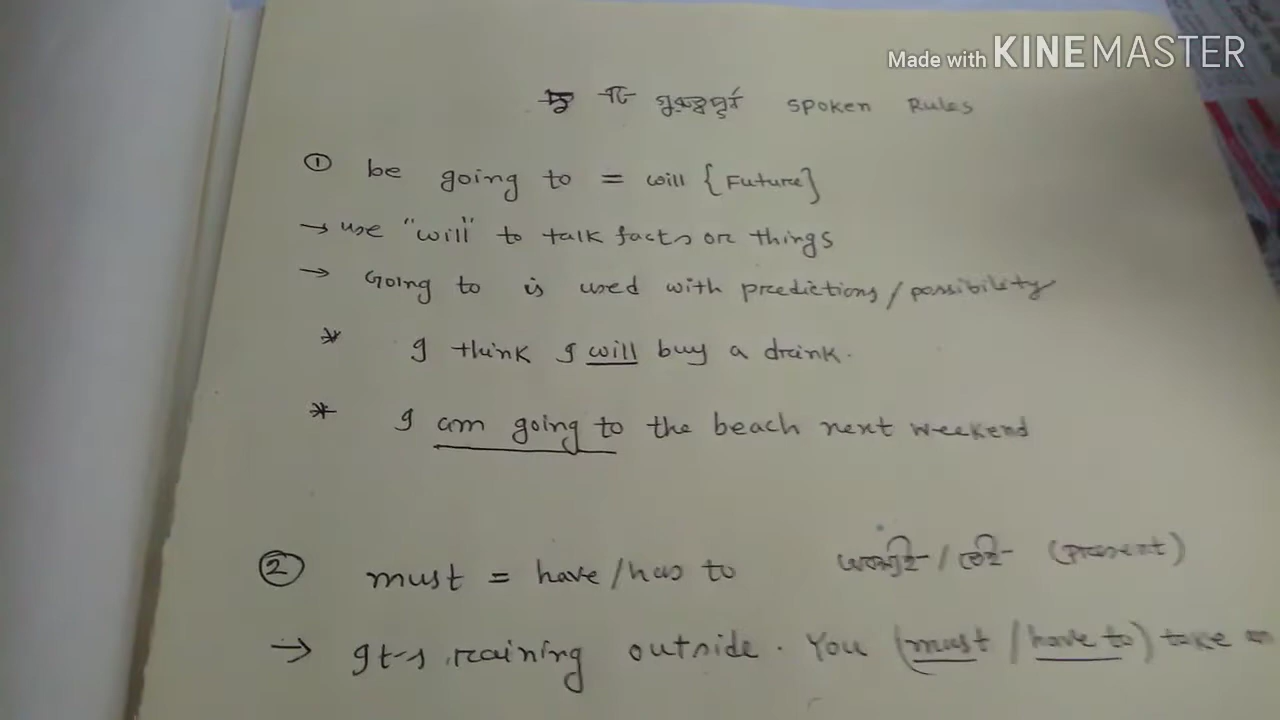 Made with KINEMASTER
টি গুরুত্বপূর্ণ spoken Rules
① be going to = will {Future}
→ use "will" to talk facts or things
→ Going to is used with predictions/possibility
* I think I will buy a drink.
* I am going to the beach next weekend
② must = have/has to (Present)
→ It's raining outside. You (must / have to) take